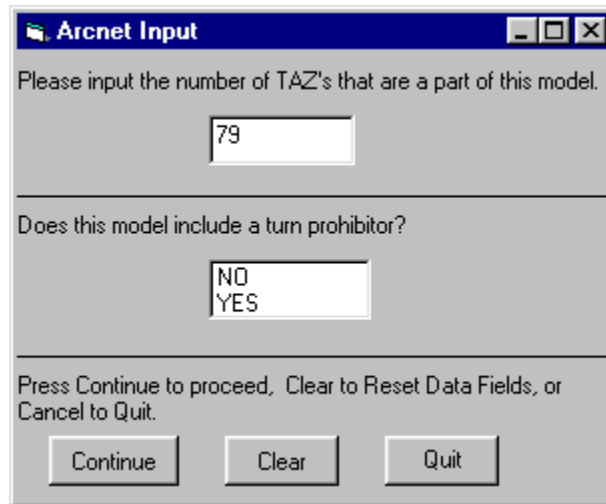 Arcnet Input
Please input the number of TAZ's that are a part of this model.
79
Does this model include a turn prohibitor?
NO
YES
Press Continue to proceed,  Clear to Reset Data Fields, or
Cancel to Quit.
Continue Clear Quit